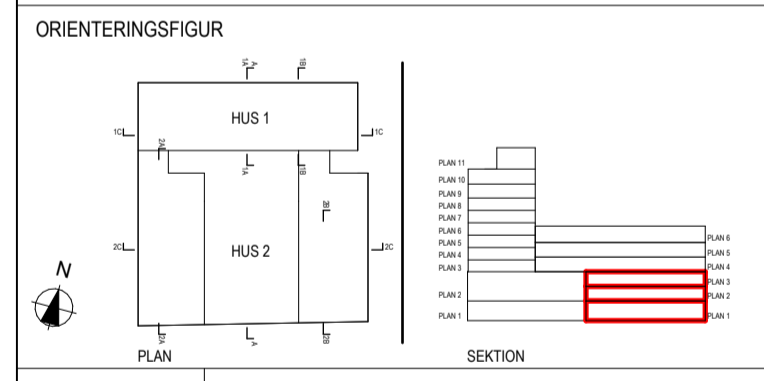 ORIENTERINGSFIGUR
1A
A
1B
HUS 1
1C
1C
2A
1A
1B
2B
2C
HUS 2
2C
N
2A
A
2B
PLAN
PLAN 11
PLAN 10
PLAN 9
PLAN 8
PLAN 7
PLAN 6
PLAN 5
PLAN 4
PLAN 3
PLAN 2
PLAN 1
PLAN 6
PLAN 5
PLAN 4
PLAN 3
PLAN 2
PLAN 1
SEKTION